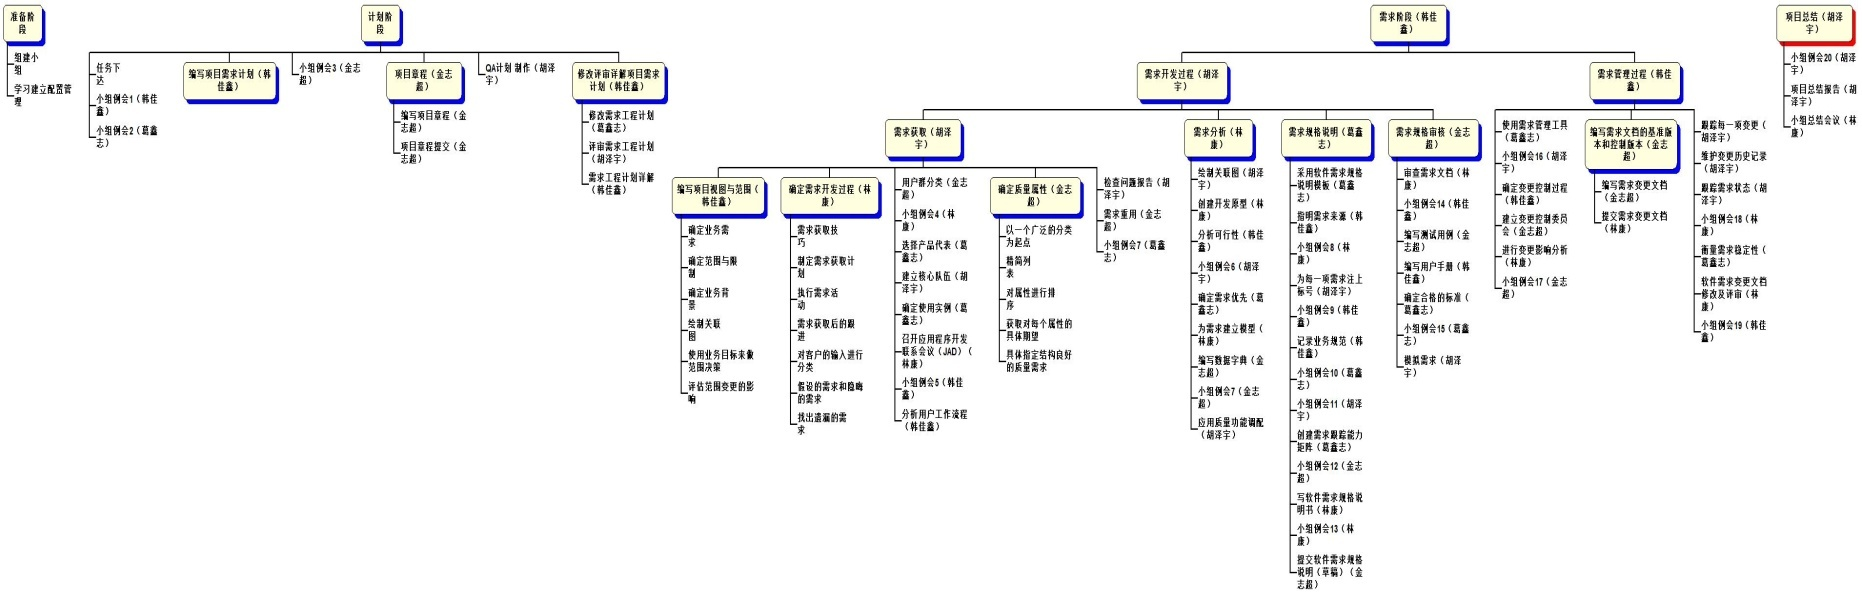 准备阶
段
组建小
组
学习建立配置管
理
计划阶
段
任务下
达
小组例会1（韩佳
鑫）
小组例会2（葛鑫
志）
编写项目需求计划（韩
佳鑫）
小组例会3（金志
超）
项目章程（金志
超）
编写项目章程（金
志超）
项目章程提交（金
志超）
QA计划 制作（胡泽
宇）
修改评审详解项目需求
计划（韩佳鑫）
修改需求工程计划
（葛鑫志）
评审需求工程计划
（胡泽宇）
需求工程计划详解
（韩佳鑫）
需求阶段（韩佳
鑫）
需求开发过程（胡泽
宇）
需求获取（胡泽
宇）
编写项目视图与范围（
韩佳鑫）
确定业务需
求
确定范围与限
制
确定业务背
景
绘制关联
图
使用业务目标来做
范围决策
评估范围变更的影
响
确定需求开发过程（林
康）
需求获取技
巧
制定需求获取计
划
执行需求活
动
需求获取后的跟
进
对客户的输入进行
分类
假设的需求和隐晦
的需求
找出遗漏的需
求
用户群分类（金志
超）
小组例会4（林
康）
选择产品代表（葛
鑫志）
建立核心队伍（胡
泽宇）
确定使用实例（葛
鑫志）
召开应用程序开发
联系会议（JAD）（
林康）
小组例会5（韩佳
鑫）
分析用户工作流程
（韩佳鑫）
确定质量属性（金志
超）
以一个广泛的分类
为起点
精简列
表
对属性进行排
序
获取对每个属性的
具体期望
具体指定结构良好
的质量需求
检查问题报告（胡
泽宇）
需求重用（金志
超）
小组例会7（葛鑫
志）
需求分析（林
康）
绘制关联图（胡泽
宇）
创建开发原型（林
康）
分析可行性（韩佳
鑫）
小组例会6（胡泽
宇）
确定需求优先（葛
鑫志）
为需求建立模型（
林康）
编写数据字典（金
志超）
小组例会7（金志
超）
应用质量功能调配
（胡泽宇）
需求规格说明（葛鑫
志）
采用软件需求规格
说明模板（葛鑫
志）
指明需求来源（韩
佳鑫）
小组例会8（林
康）
为每一项需求注上
标号（胡泽宇）
小组例会9（韩佳
鑫）
记录业务规范（韩
佳鑫）
小组例会10（葛鑫
志）
小组例会11（胡泽
宇）
创建需求跟踪能力
矩阵（葛鑫志）
小组例会12（金志
超）
写软件需求规格说
明书（林康）
小组例会13（林
康）
提交软件需求规格
说明（草稿）（金
志超）
需求规格审核（金志
超）
审查需求文档（林
康）
小组例会14（韩佳
鑫）
编写测试用例（金
志超）
编写用户手册（韩
佳鑫）
确定合格的标准（
葛鑫志）
小组例会15（葛鑫
志）
模拟需求（胡泽
宇）
需求管理过程（韩佳
鑫）
使用需求管理工具
（葛鑫志）
小组例会16（胡泽
宇）
确定变更控制过程
（韩佳鑫）
建立变更控制委员
会（金志超）
进行变更影响分析
（林康）
小组例会17（金志
超）
编写需求文档的基准版
本和控制版本（金志
超）
编写需求变更文档
（金志超）
提交需求变更文档
（林康）
跟踪每一项变更（
胡泽宇）
维护变更历史记录
（胡泽宇）
跟踪需求状态（胡
泽宇）
小组例会18（林
康）
衡量需求稳定性（
葛鑫志）
软件需求变更文档
修改及评审（林
康）
小组例会19（韩佳
鑫）
项目总结（胡泽
宇）
小组例会20（胡泽
宇）
项目总结报告（胡
泽宇）
小组总结会议（林
康）